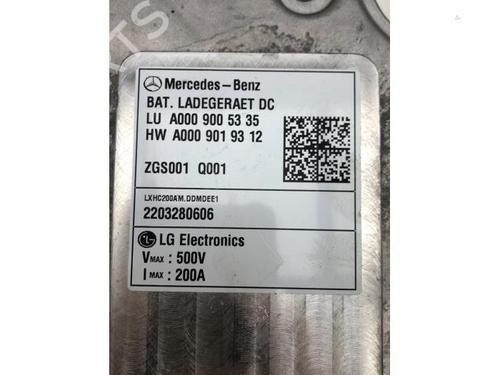 Mercedes-Benz
BAT. LADEGERAET DC
LU A000 900 53 35
HW A000 901 93 12
ZGS001 Q001
LXHC200AM.DDMDEE1
2203280606
LG Electronics
VMAX : 500V
IMAX : 200A